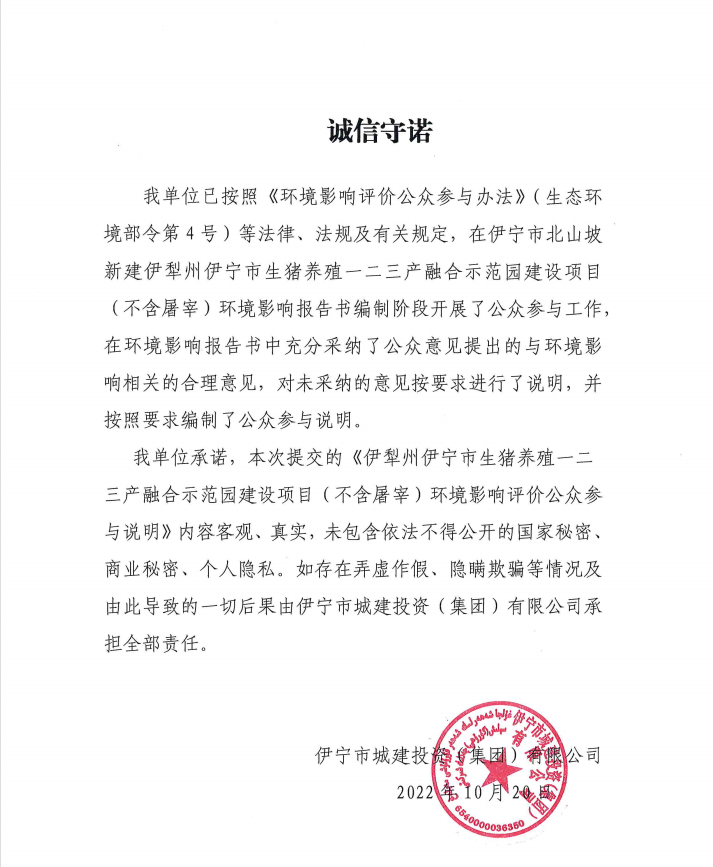 诚信守诺
我单位已按照《环境影响评价公众参与办法》（生态环
境部令第 4 号）等法律、法规及有关规定，在伊宁市北山坡
新建伊犁州伊宁市生猪养殖一二三产融合示范园建设项目
（不含屠宰）环境影响报告书编制阶段开展了公众参与工作，
在环境影响报告书中充分采纳了公众意见提出的与环境影
响相关的合理意见，对未采纳的意见按要求进行了说明，并
按照要求编制了公众参与说明。
我单位承诺，本次提交的《伊犁州伊宁市生猪养殖一二
三产融合示范园建设项目（不含屠宰）环境影响评价公众参
与说明》内容客观、真实，未包含依法不得公开的国家秘密、
商业秘密、个人隐私。如存在弄虚作假、隐瞒欺骗等情况及
由此导致的一切后果由伊宁市城建投资（集团）有限公司承
担全部责任。
伊宁市城建投资（集团）有限公司
2022 年 10 月 20 日
伊宁市城建投资(集团)
有限公司
6540000036350